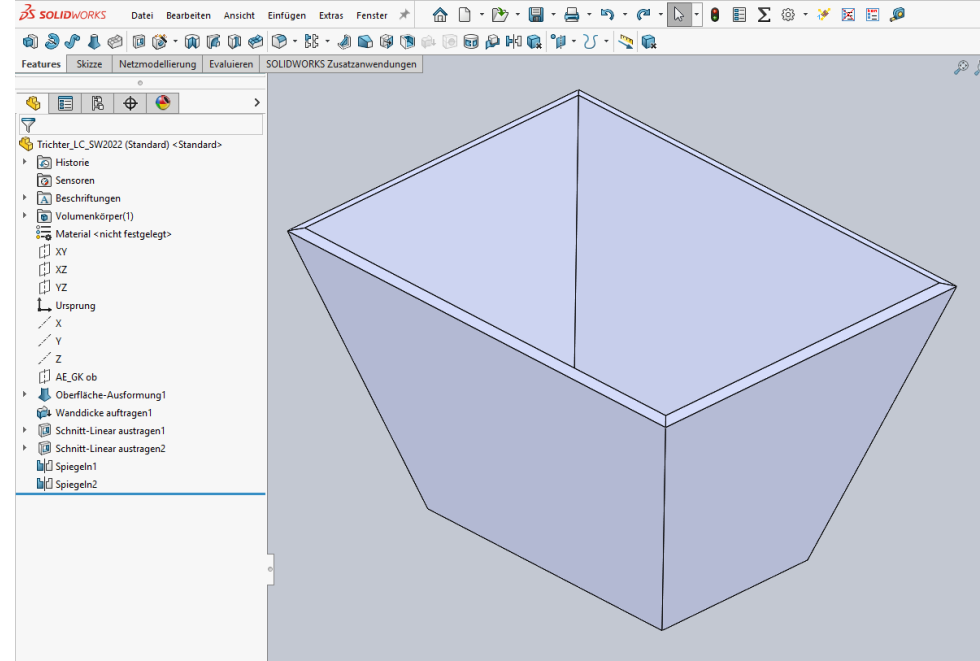 SOLIDWORKS Datei Bearbeiten Ansicht Einfügen Extras Fenster
Features Skizze Netzmodellierung Evaluieren SOLIDWORKS Zusatzanwendungen
Trichter_LC_SW2022 (Standard) <Standard>
Historie
Sensoren
Beschriftungen
Volumenkörper(1)
Material <nicht festgelegt>
XY
XZ
YZ
Ursprung
X
Y
Z
AE_GK ob
Oberfläche-Ausformung1
Wanddicke auftragen1
Schnitt-Linear austragen1
Schnitt-Linear austragen2
Spiegeln1
Spiegeln2